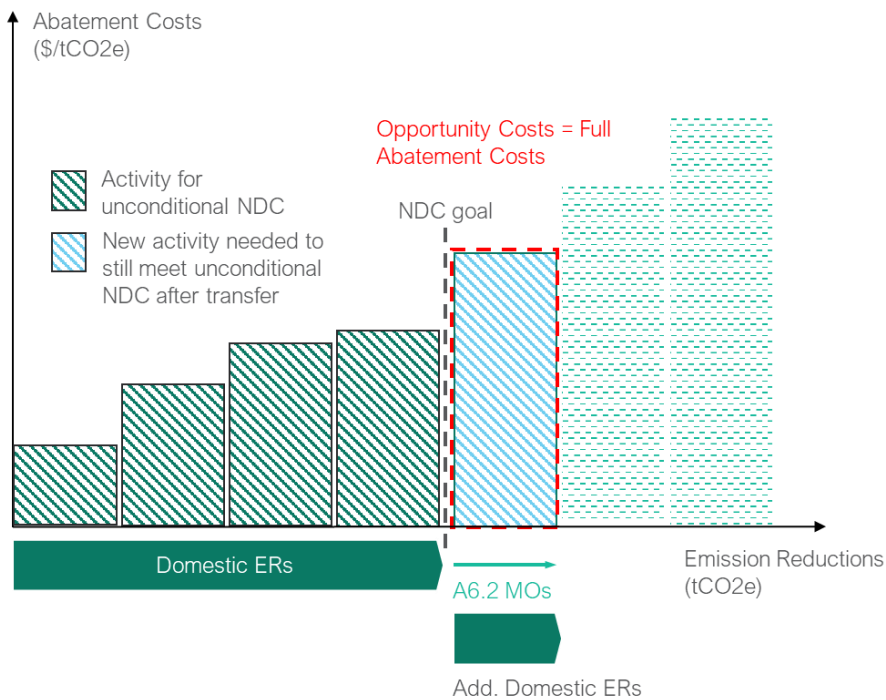 Abatement Costs
($/tCO2e)
Opportunity Costs = Full
Abatement Costs
Activity for
unconditional NDC
NDC goal
New activity needed to
still meet unconditional
NDC after transfer
Domestic ERs
Emission Reductions
(tCO2e)
A6.2 MOs
Add. Domestic ERs